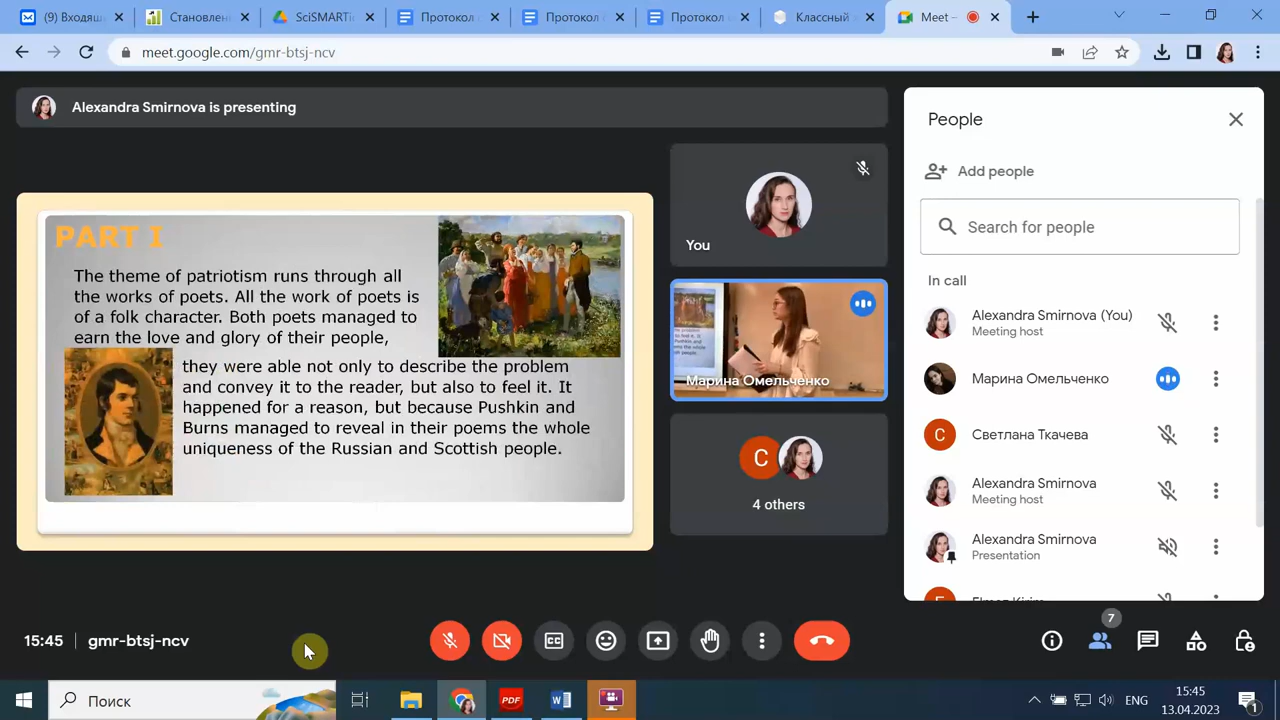 (9) Входящ
Становлен
SciSMARTi
Протокол с
Протокол (
Протокол и
Классный
Meet –
meet.google.com/gmr-btsj-ncv
Alexandra Smirnova is presenting
PART I
The theme of patriotism runs through all
the works of poets. All the work of poets is
of a folk character. Both poets managed to
earn the love and glory of their people,
they were able not only to describe the problem
and convey it to the reader, but also to feel it. It
happened for a reason, but because Pushkin and
Burns managed to reveal in their poems the whole
uniqueness of the Russian and Scottish people.
You
Марина Омельченко
C
4 others
People
Add people
Search for people
In call
Alexandra Smirnova (You)
Meeting host
Марина Омельченко
C
Светлана Ткачева
Alexandra Smirnova
Meeting host
Alexandra Smirnova
Presentation
15:45
gmr-btsj-ncv
CC
7
Поиск
PDF
W
ENG
15:45
13.04.2023
1